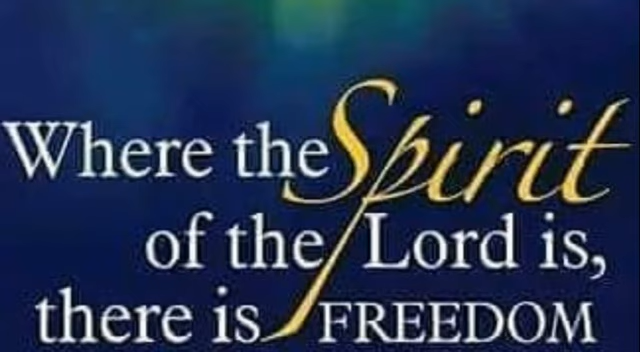 Where the Spirit
of the Lord is,
there is FREEDOM